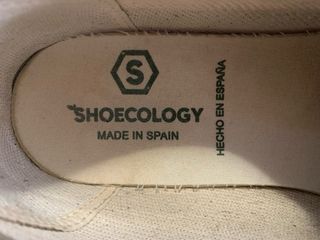 S
SHOECOLOGY
MADE IN SPAIN
HECHO EN ESPAÑA